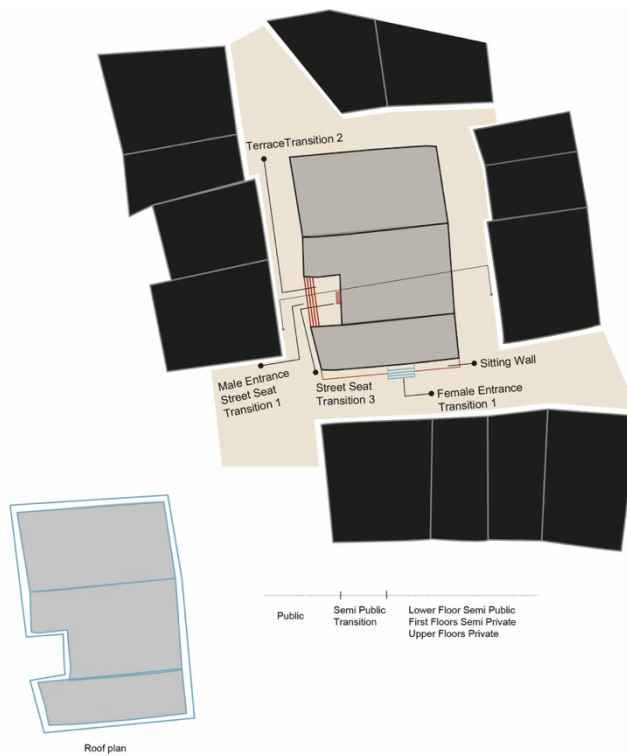 TerraceTransition 2
Male Entrance
Street Seat
Transition 1
Street Seat
Transition 3
Sitting Wall
Female Entrance
Transition 1
Public
Semi Public
Transition
Lower Floor Semi Public
First Floors Semi Private
Upper Floors Private
Roof plan